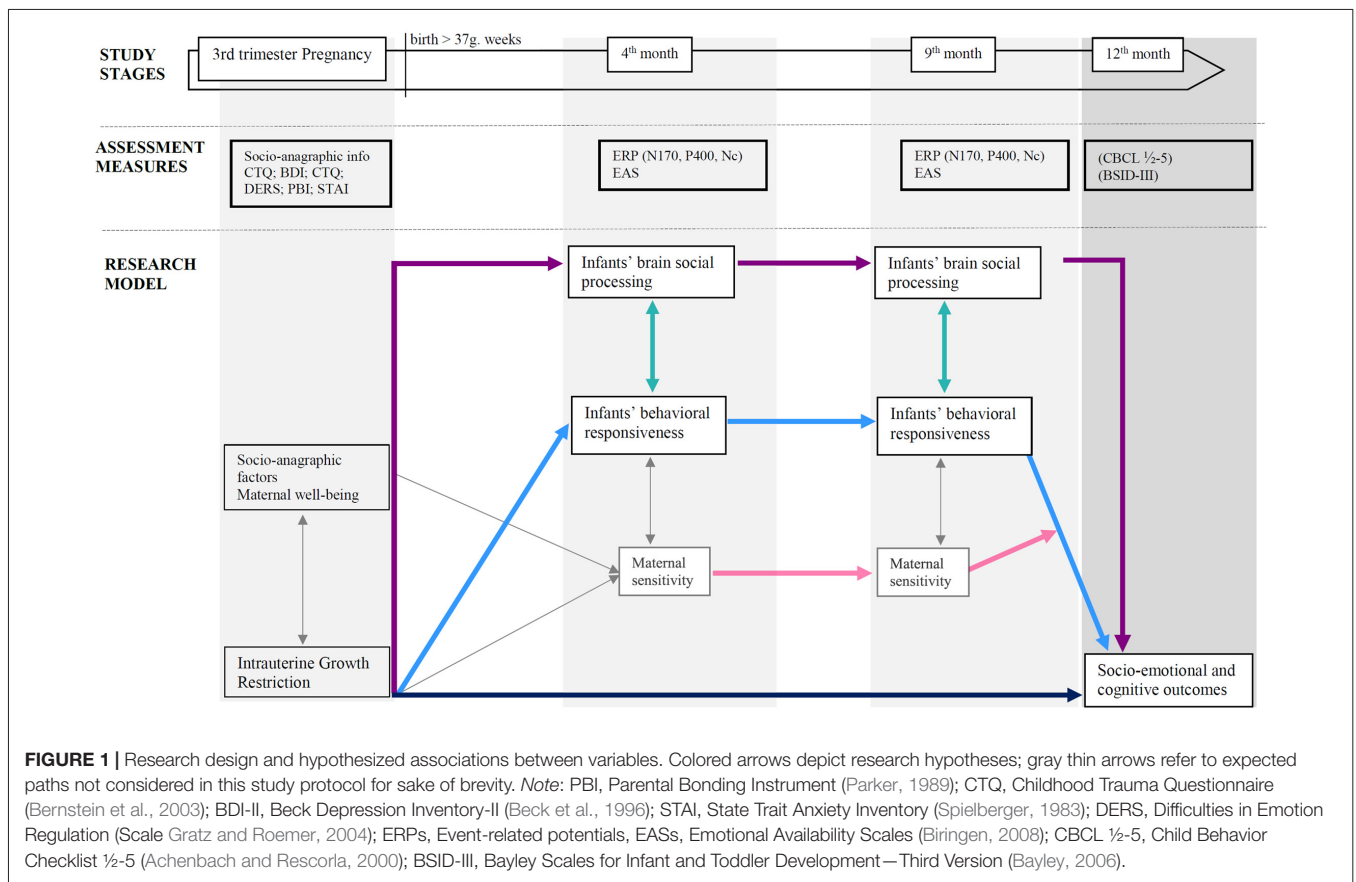 STUDY
STAGES
3rd trimester Pregnancy
birth > 37g. weeks
4th month
9th month
12th month
ASSESSMENT
MEASURES
Socio-anagraphic info
CTQ; BDI; CTQ;
DERS; PBI; STAI
ERP (N170, P400, Nc)
EAS
ERP (N170, P400, Nc)
EAS
(CBCL ½-5)
(BSID-III)
RESEARCH
MODEL
Infants' brain social
processing
Infants' brain social
processing
Infants' behavioral
responsiveness
Infants' behavioral
responsiveness
Socio-anagraphic
factors
Maternal well-being
Maternal
sensitivity
Maternal
sensitivity
Intrauterine Growth
Restriction
Socio-emotional and
cognitive outcomes
FIGURE 1 | Research design and hypothesized associations between variables. Colored arrows depict research hypotheses; gray thin arrows refer to expected
paths not considered in this study protocol for sake of brevity. Note: PBI, Parental Bonding Instrument (Parker, 1989); CTQ, Childhood Trauma Questionnaire
(Bernstein et al., 2003); BDI-II, Beck Depression Inventory-II (Beck et al., 1996); STAI, State Trait Anxiety Inventory (Spielberger, 1983); DERS, Difficulties in Emotion
Regulation (Scale Gratz and Roemer, 2004); ERPs, Event-related potentials, EASs, Emotional Availability Scales (Biringen, 2008); CBCL ½-5, Child Behavior
Checklist ½-5 (Achenbach and Rescorla, 2000); BSID-III, Bayley Scales for Infant and Toddler Development—Third Version (Bayley, 2006).